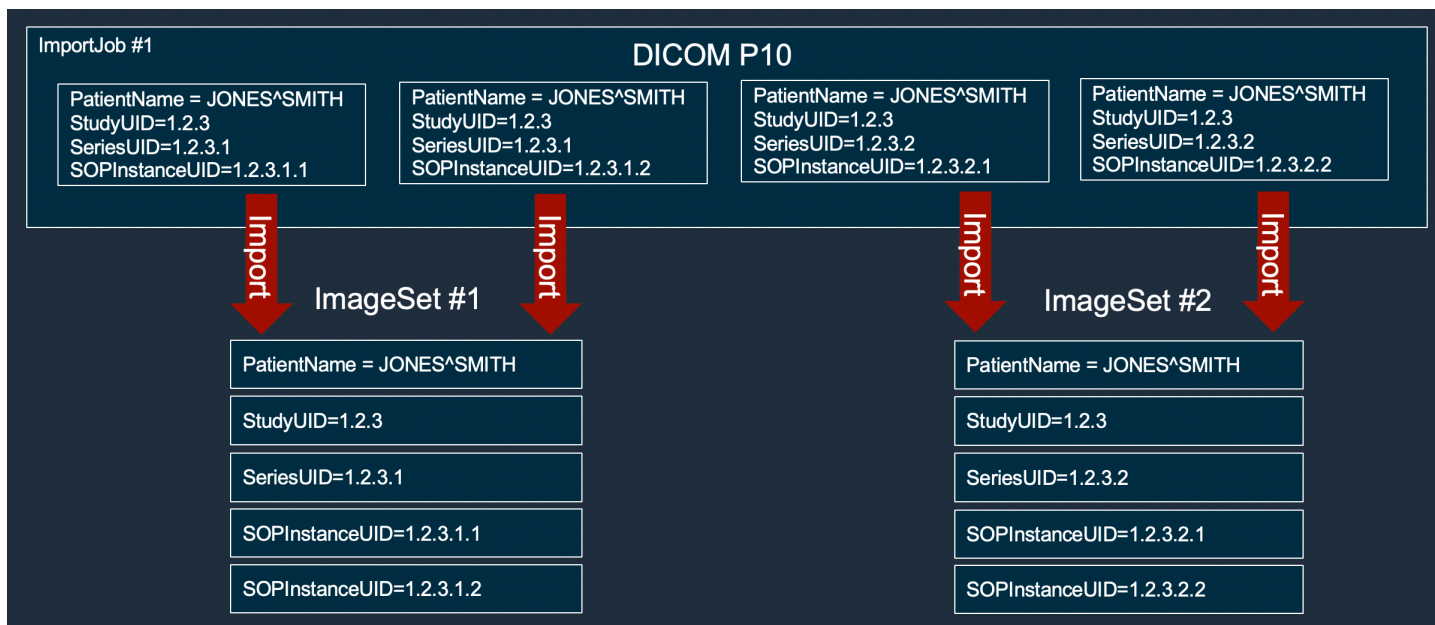 ImportJob #1
DICOM P10
PatientName = JONES^SMITH
StudyUID=1.2.3
SeriesUID=1.2.3.1
SOPInstanceUID=1.2.3.1.1
PatientName = JONES^SMITH
StudyUID=1.2.3
SeriesUID=1.2.3.1
SOPInstanceUID=1.2.3.1.2
PatientName = JONES^SMITH
StudyUID=1.2.3
SeriesUID=1.2.3.2
SOPInstanceUID=1.2.3.2.1
PatientName = JONES^SMITH
StudyUID=1.2.3
SeriesUID=1.2.3.2
SOPInstanceUID=1.2.3.2.2
Import
Import
Import
Import
ImageSet #1
PatientName = JONES^SMITH
StudyUID=1.2.3
SeriesUID=1.2.3.1
SOPInstanceUID=1.2.3.1.1
SOPInstanceUID=1.2.3.1.2
ImageSet #2
PatientName = JONES^SMITH
StudyUID=1.2.3
SeriesUID=1.2.3.2
SOPInstanceUID=1.2.3.2.1
SOPInstanceUID=1.2.3.2.2